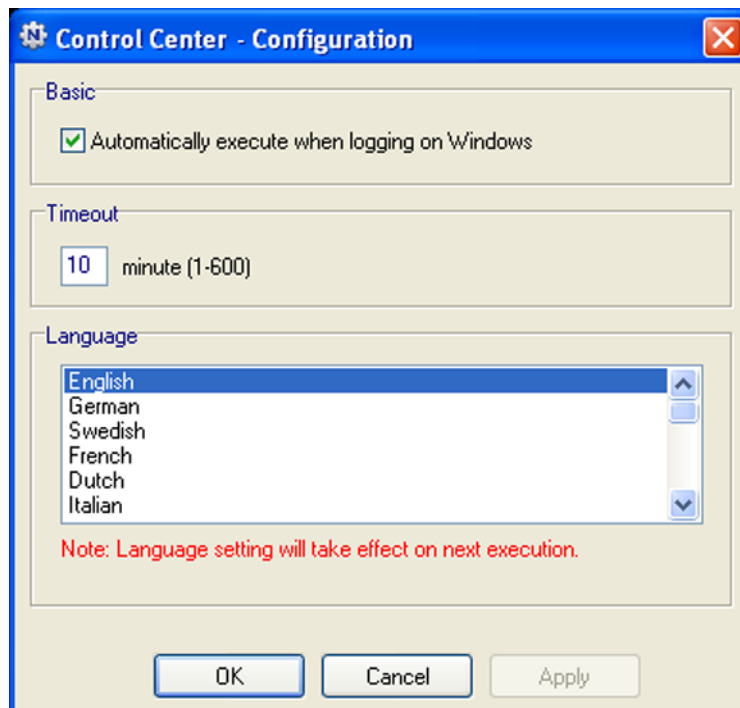 Control Center - Configuration
Basic
Automatically execute when logging on Windows
Timeout
10 minute (1-600)
Language
English
German
Swedish
French
Dutch
Italian
Note: Language setting will take effect on next execution.
OK Cancel Apply